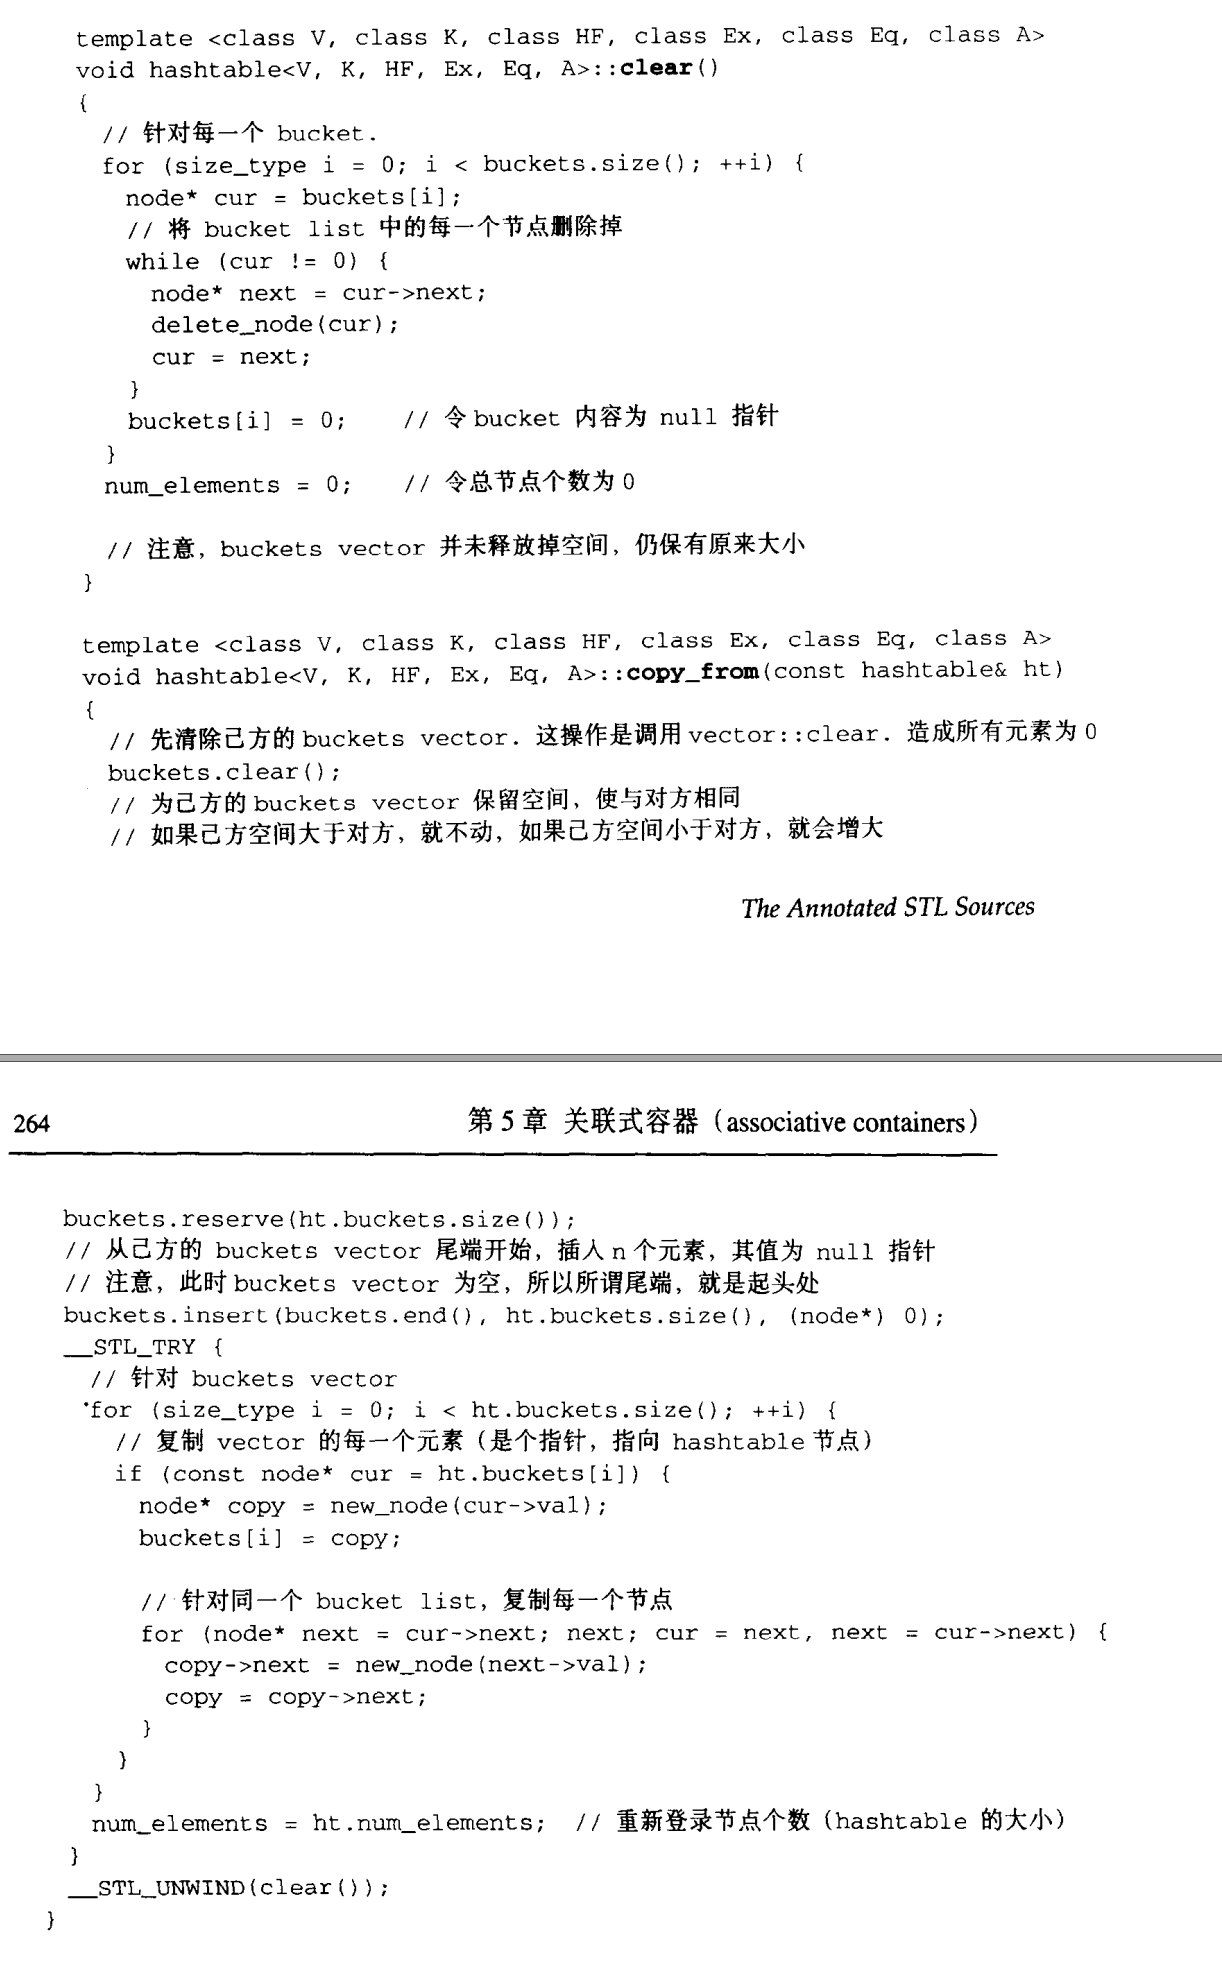 template <class V, class K, class HF, class Ex, class Eq, class A>
void hashtable<V, K, HF, Ex, Eq, A>::clear()
{
// 针对每一个 bucket.
for (size_type i = 0; i < buckets.size(); ++i) {
node* cur = buckets[i];
// 将 bucket list 中的每一个节点删除掉
while (cur != 0) {
node* next = cur->next;
delete_node(cur);
cur = next;
}
buckets[i] = 0; // 令 bucket 内容为 null 指针
}
num_elements = 0; // 令总节点个数为 0
// 注意，buckets vector 并未释放掉空间，仍保有原来大小
}
template <class V, class K, class HF, class Ex, class Eq, class A>
void hashtable<V, K, HF, Ex, Eq, A>::copy_from(const hashtable& ht)
{
// 先清除己方的 buckets vector. 这操作是调用 vector::clear. 造成所有元素为 0
buckets.clear();
// 为己方的 buckets vector 保留空间，使与对方相同
// 如果己方空间大于对方，就不动，如果己方空间小于对方，就会增大
The Annotated STL Sources
264 第 5 章 关联式容器（associative containers）
buckets.reserve(ht.buckets.size());
// 从己方的 buckets vector 尾端开始，插入 n 个元素，其值为 null 指针
// 注意，此时 buckets vector 为空，所以所谓尾端，就是起头处
buckets.insert(buckets.end(), ht.buckets.size(), (node*) 0);
__STL_TRY {
// 针对 buckets vector
for (size_type i = 0; i < ht.buckets.size(); ++i) {
// 复制 vector 的每一个元素（是个指针，指向 hashtable 节点）
if (const node* cur = ht.buckets[i]) {
node* copy = new_node(cur->val);
buckets[i] = copy;
// 针对同一个 bucket list，复制每一个节点
for (node* next = cur->next; next; cur = next, next = cur->next) {
copy->next = new_node(next->val);
copy = copy->next;
}
}
}
num_elements = ht.num_elements; // 重新登录节点个数（hashtable 的大小）
}
__STL_UNWIND(clear());
}